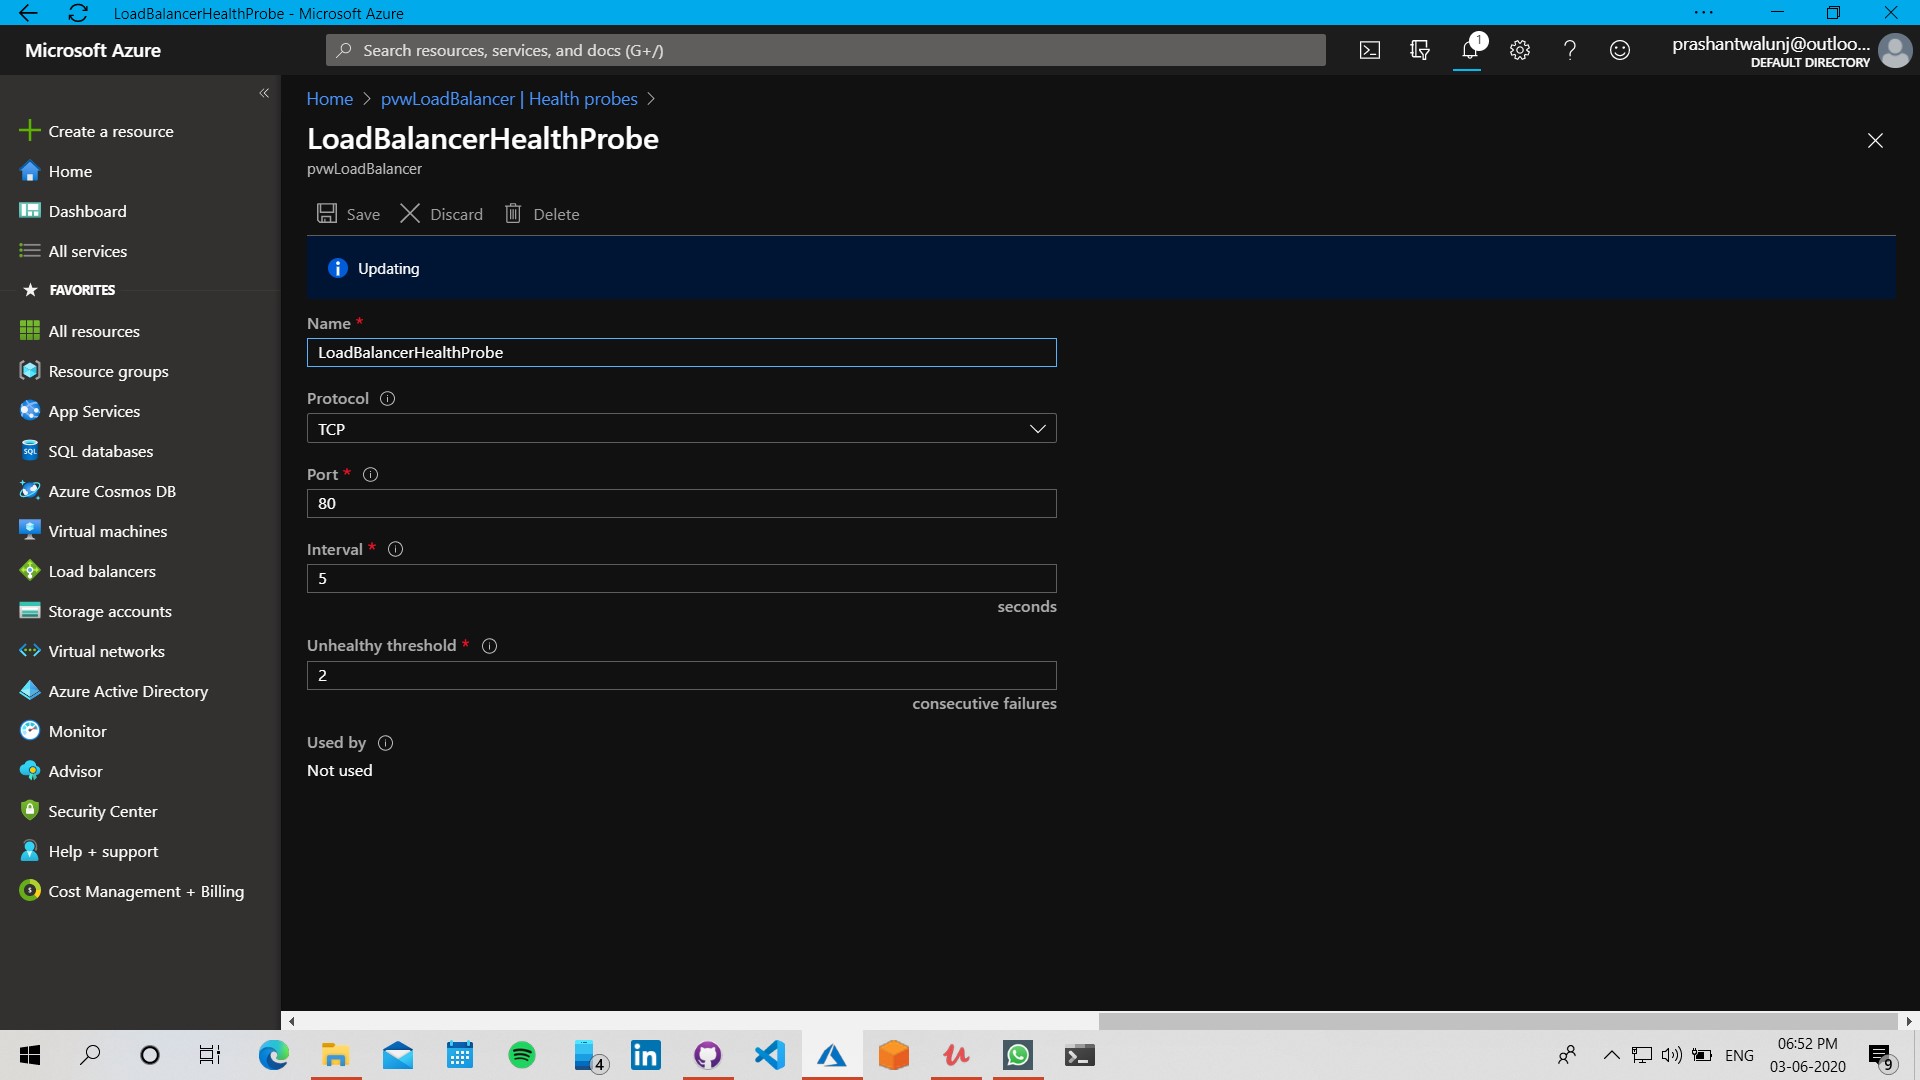 LoadBalancerHealthProbe - Microsoft Azure
Microsoft Azure
Search resources, services, and docs (G+/)
1
prashantwalunj@outloo...
DEFAULT DIRECTORY
Create a resource
Home
Dashboard
All services
FAVORITES
All resources
Resource groups
App Services
SQL databases
Azure Cosmos DB
Virtual machines
Load balancers
Storage accounts
Virtual networks
Azure Active Directory
Monitor
Advisor
Security Center
Help + support
Cost Management + Billing
Home > pvwLoadBalancer | Health probes >
LoadBalancerHealthProbe
pvwLoadBalancer
Save Discard Delete
Updating
Name *
LoadBalancerHealthProbe
Protocol
TCP
Port *
80
Interval *
5
seconds
Unhealthy threshold *
2
consecutive failures
Used by
Not used
4
ENG
06:52 PM
03-06-2020
9